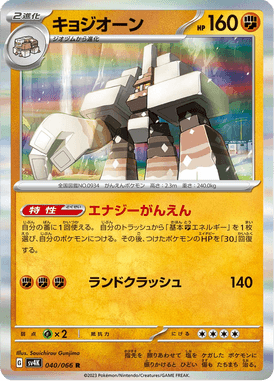 2進化 キョジオーン HP 160
ジオヅムから進化
全国図鑑 NO.0934 がんえんポケモン 高さ:2.3m 重さ:240.0kg
特性 エナジーがんえん
自分の番に1回使える。自分のトラッシュから「基本エネルギー」を1枚
選び、自分のポケモンにつける。その後、つけたポケモンのHPを「30」回復
する。
ランドクラッシュ 140
弱点 ×2 抵抗力 にげる
illus. Souichirou Gunjima
G sv4K 040/066 R ©2023 Pokémon/Nintendo/Creatures/GAME FREAK.